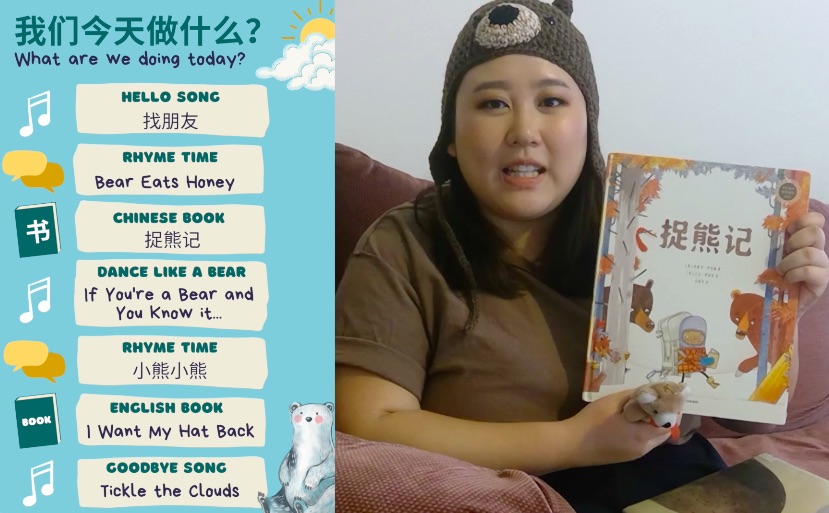 我们今天做什么?
What are we doing today?
HELLO SONG
找朋友
RHYME TIME
Bear Eats Honey
书
CHINESE BOOK
捉熊记
DANCE LIKE A BEAR
If You're a Bear and
You Know it...
RHYME TIME
小熊小熊
BOOK
ENGLISH BOOK
I Want My Hat Back
GOODBYE SONG
Tickle the Clouds
捉熊记